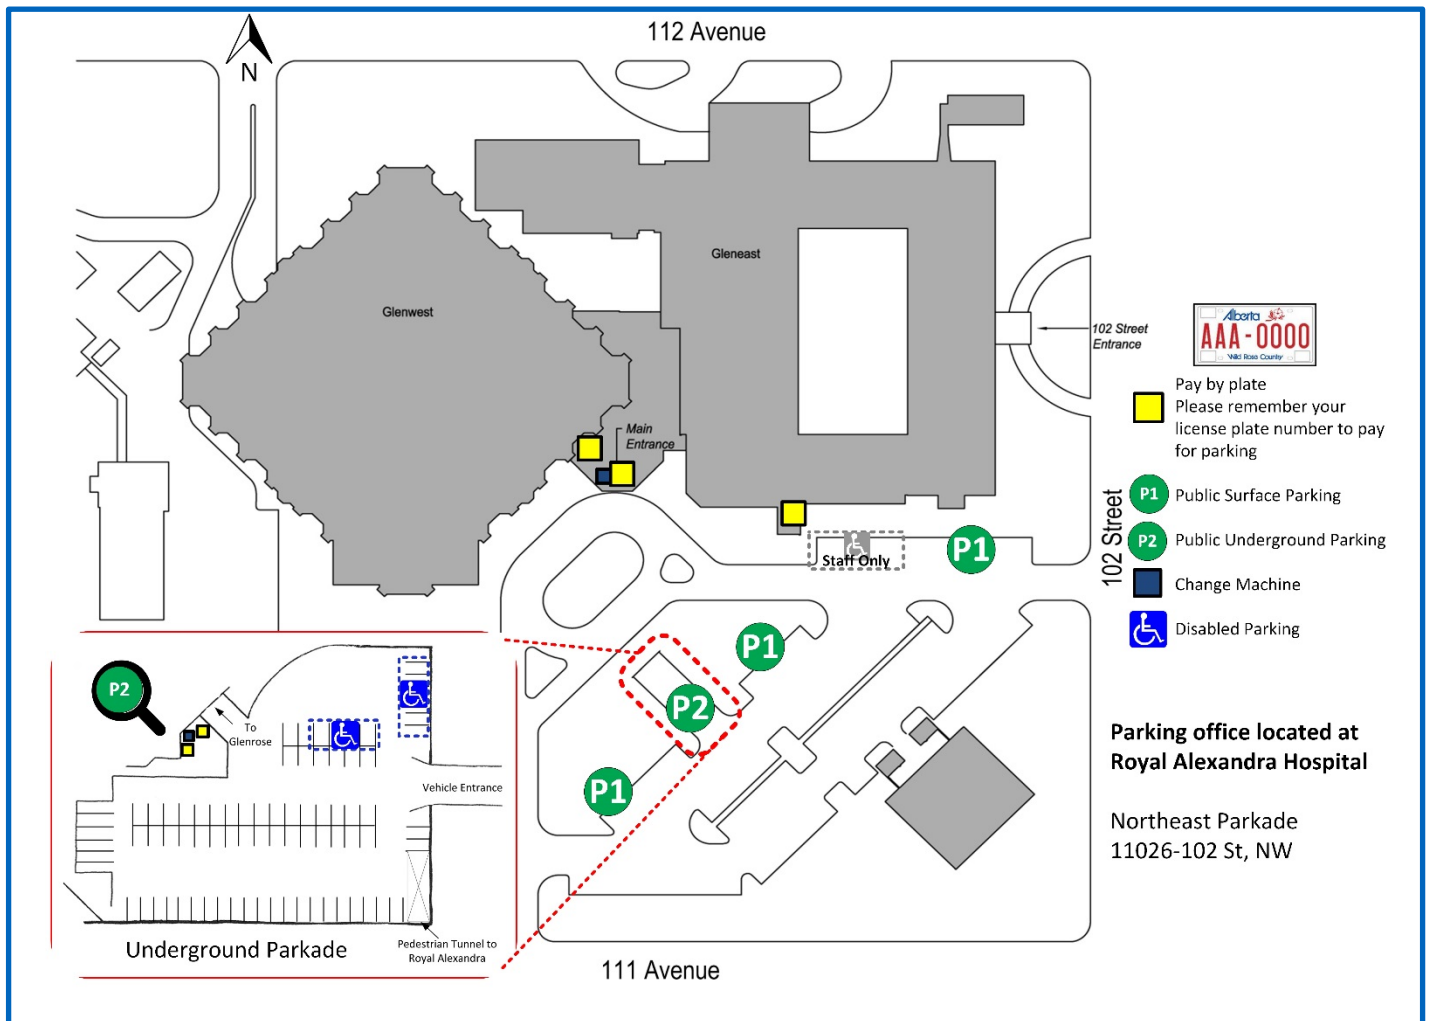 112 Avenue
N
Gleneast
Glenwest
102 Street
Entrance
Main
Entrance
Alberta
AAA-0000
Wild Rose Country
Pay by plate
Please remember your
license plate number to pay
for parking
P1 Public Surface Parking
P2 Public Underground Parking
Change Machine
Disabled Parking
102 Street
P1
Staff Only
P1
P2
P1
P2
To
Glenrose
Vehicle Entrance
Pedestrian Tunnel to
Royal Alexandra
Underground Parkade
Parking office located at
Royal Alexandra Hospital
Northeast Parkade
11026-102 St, NW
111 Avenue